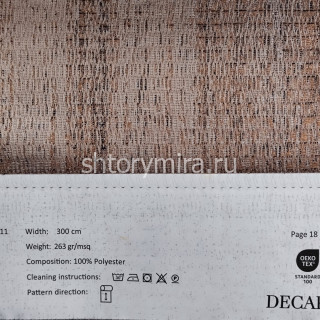 shtorymira.ru
11 Width: 300 cm
Weight: 263 gr/msq
Page 18
Composition: 100% Polyester
Cleaning instructions:
Pattern direction:
OEKO
TEX®
STANDARD
100
DECAR